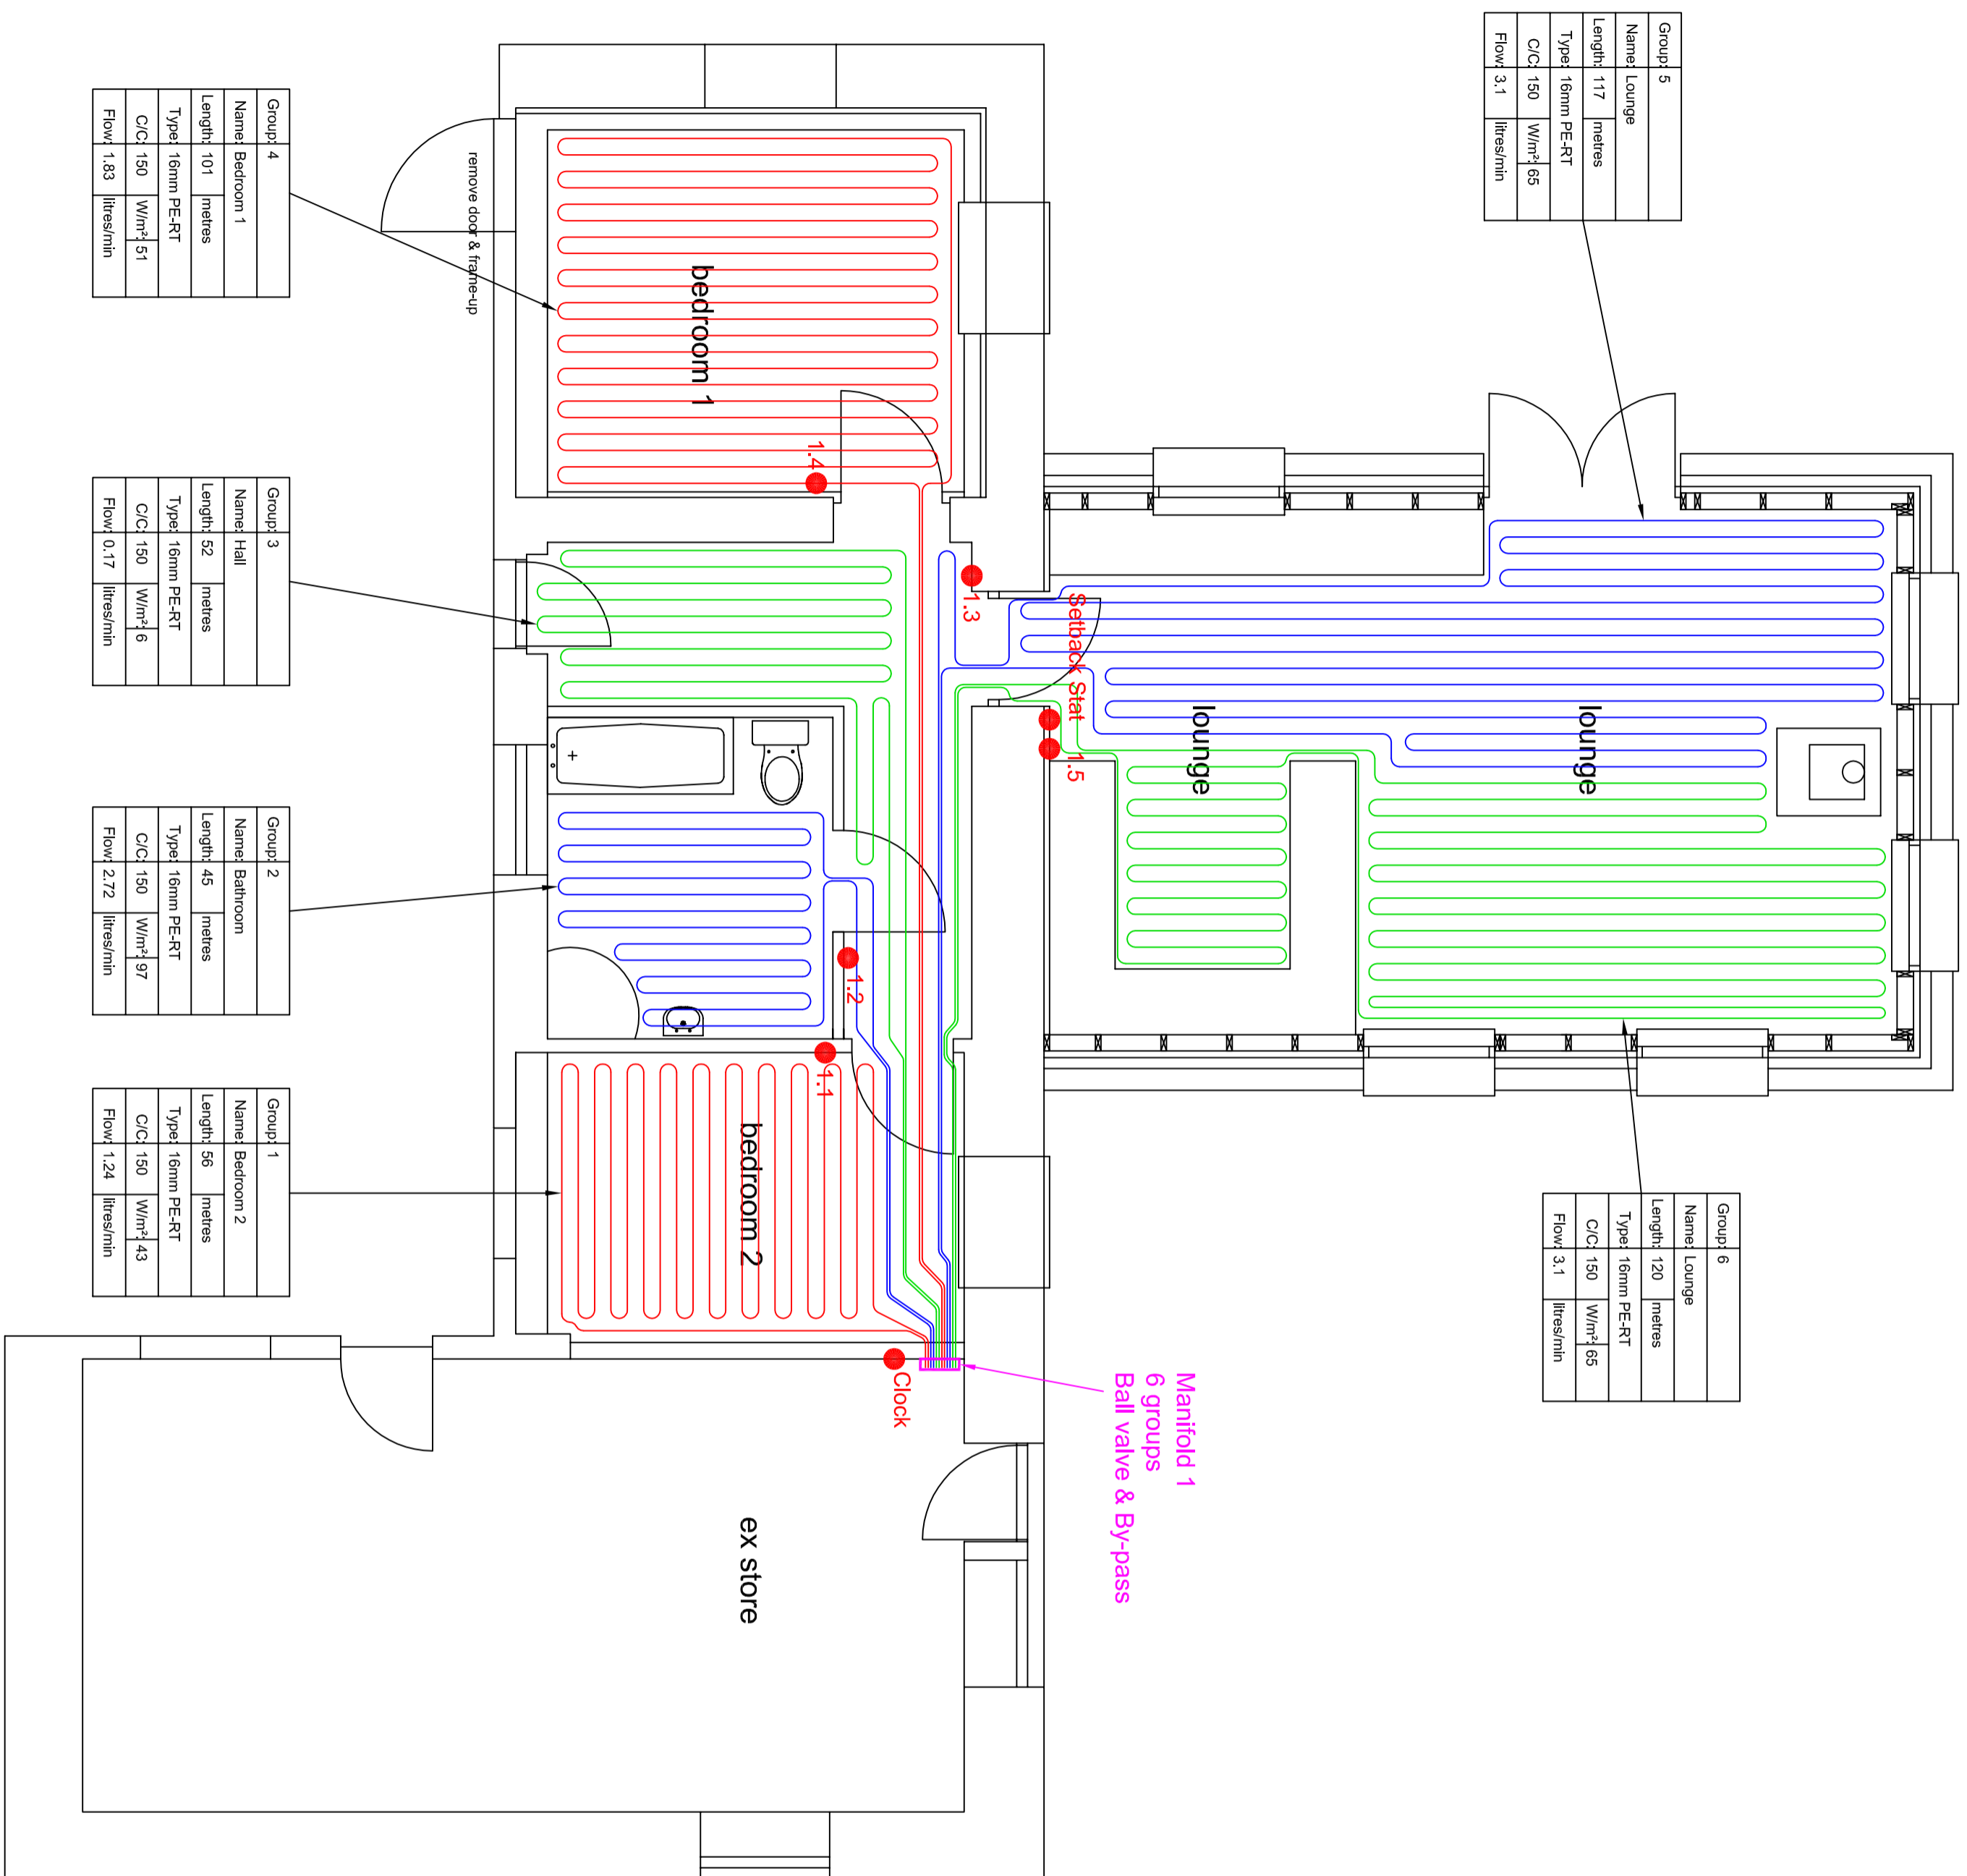 Group: 5
Name: Lounge
Length: 117 metres
Type: 16mm PE-RT
C/C: 150 W/m²: 65
Flow: 3.1 litres/min
Group: 6
Name: Lounge
Length: 120 metres
Type: 16mm PE-RT
C/C: 150 W/m²: 65
Flow: 3.1 litres/min
lounge
lounge
Setback Stat
1.5
1.3
Manifold 1
6 groups
Ball valve & By-pass
bedroom 1
1.4
1.2
1.1
bedroom 2
Clock
ex store
remove door & frame-up
Group: 4
Name: Bedroom 1
Length: 101 metres
Type: 16mm PE-RT
C/C: 150 W/m²: 51
Flow: 1.83 litres/min
Group: 3
Name: Hall
Length: 52 metres
Type: 16mm PE-RT
C/C: 150 W/m²: 6
Flow: 0.17 litres/min
Group: 2
Name: Bathroom
Length: 45 metres
Type: 16mm PE-RT
C/C: 150 W/m²: 97
Flow: 2.72 litres/min
Group: 1
Name: Bedroom 2
Length: 56 metres
Type: 16mm PE-RT
C/C: 150 W/m²: 43
Flow: 1.24 litres/min